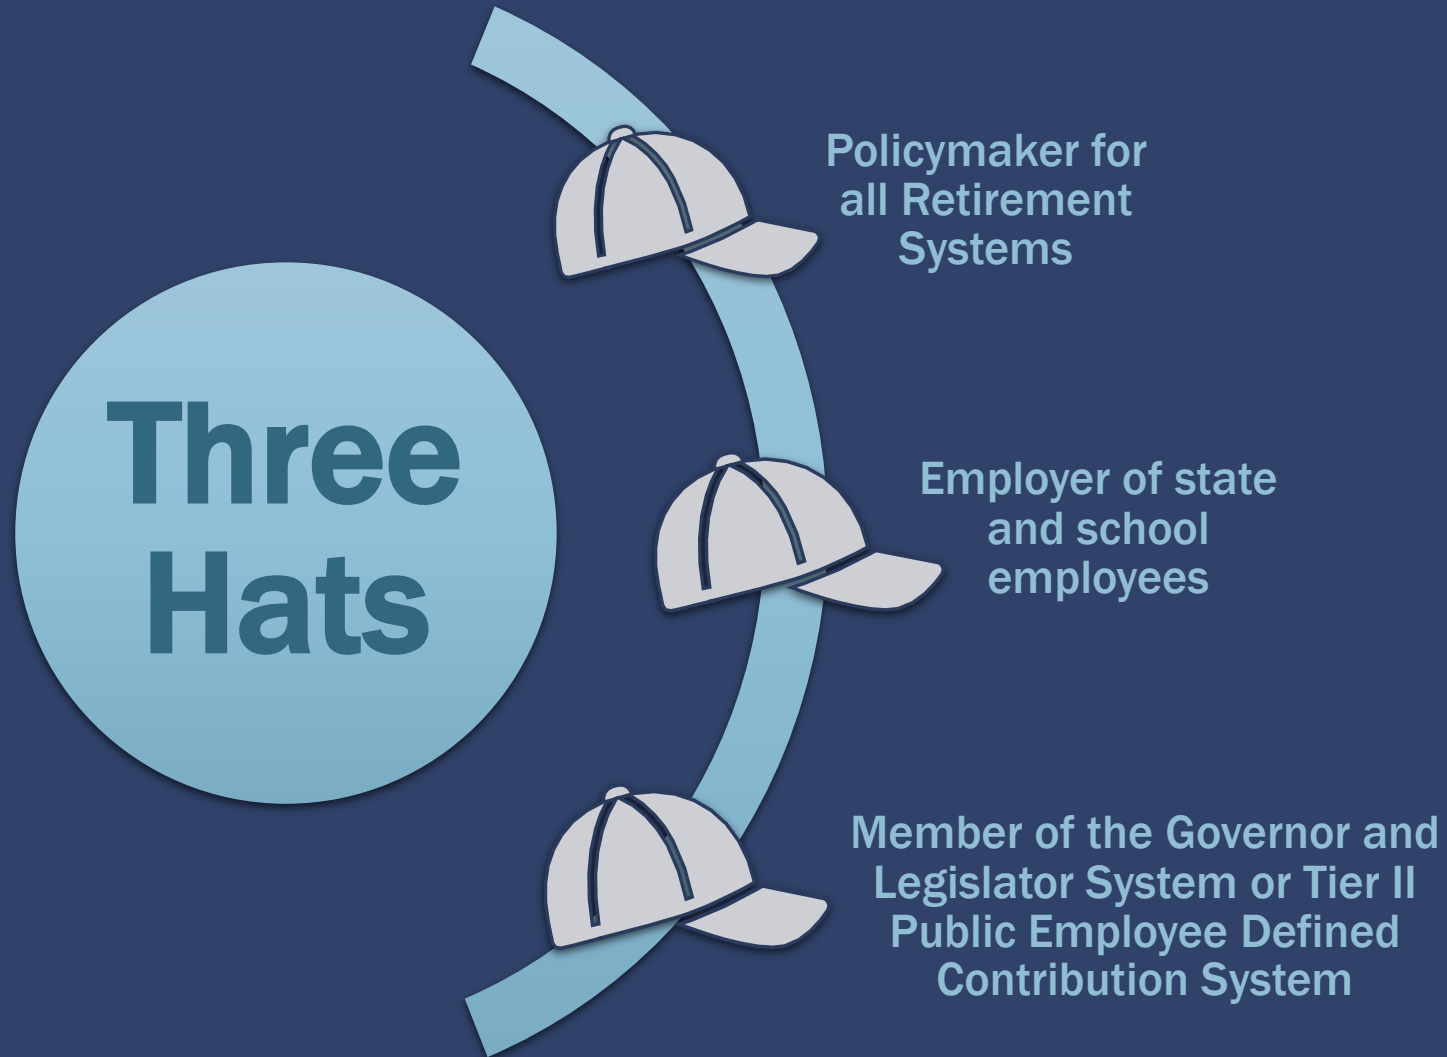 Three
Hats
Policymaker for
all Retirement
Systems
Employer of state
and school
employees
Member of the Governor and
Legislator System or Tier II
Public Employee Defined
Contribution System